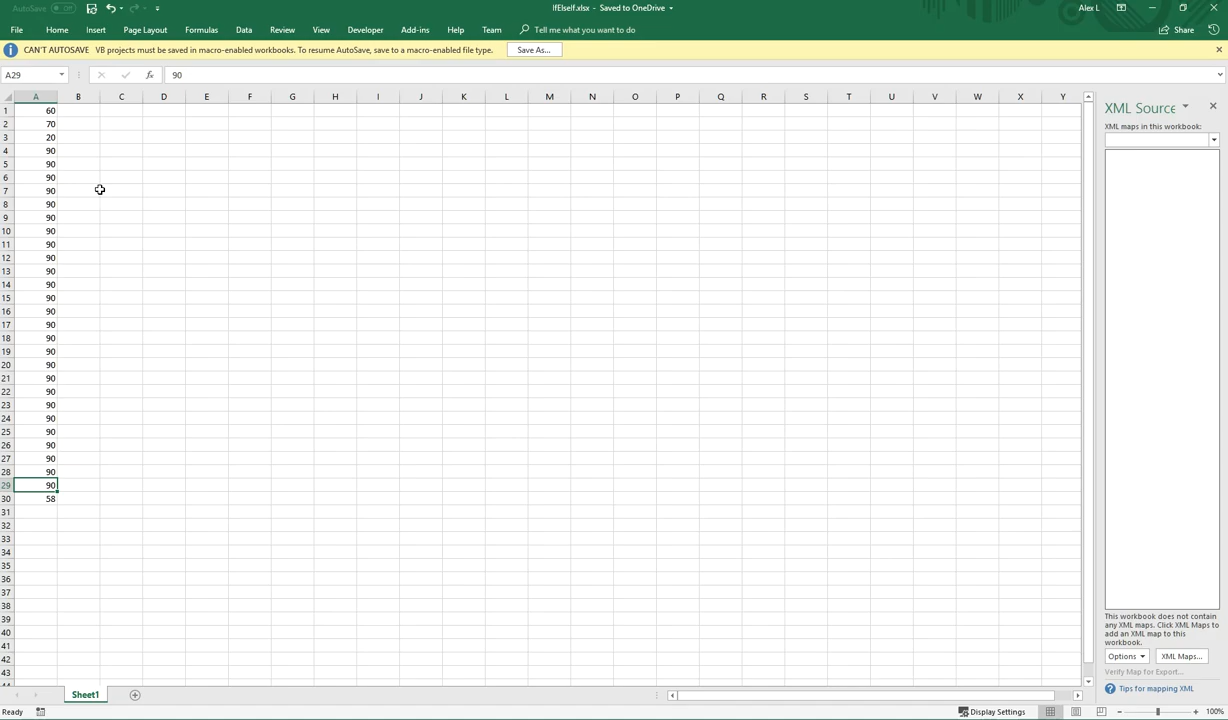 AutoSave Off IfElseIf.xlsx - Saved to OneDrive Alex L
File Home Insert Page Layout Formulas Data Review View Developer Add-ins Help Team Tell me what you want to do Share
CAN'T AUTOSAVE VB projects must be saved in macro-enabled workbooks. To resume AutoSave, save to a macro-enabled file type. Save As...
A29 fx 90
A B C D E F G H I J K L M N O P Q R S T U V W X Y
1 60
2 70
3 20
4 90
5 90
6 90
7 90
8 90
9 90
10 90
11 90
12 90
13 90
14 90
15 90
16 90
17 90
18 90
19 90
20 90
21 90
22 90
23 90
24 90
25 90
26 90
27 90
28 90
29 90
30 58
31
32
33
34
35
36
37
38
39
40
41
42
43
44
XML Source
XML maps in this workbook:
This workbook does not contain
any XML maps. Click XML Maps to
add an XML map to this
workbook.
Options XML Maps...
Verify Map for Export...
Tips for mapping XML
Sheet1
Ready Display Settings 100%